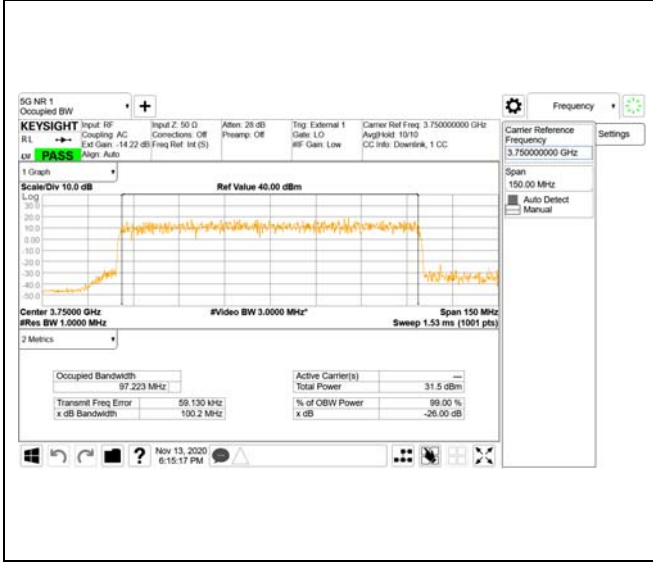 5G NR 1
Occupied BW
Frequency
KEYSIGHT
R L
PASS
Input: RF
Coupling: AC
Ext Gain: -14.22 dB
Align: Auto
Input Z: 50 Ω
Corrections: Off
Freq Ref: Int (S)
Atten: 28 dB
Preamp: Off
Trig: External 1
Gate: LO
#IF Gain: Low
Carrier Ref Freq: 3.750000000 GHz
Avg|Hold: 10/10
CC Info: Downlink, 1 CC
Carrier Reference
Frequency
3.750000000 GHz
Settings
Span
150.00 MHz
Auto Detect
Manual
1 Graph
Scale/Div 10.0 dB
Ref Value 40.00 dBm
Log
30.0
20.0
10.0
0.00
-10.0
-20.0
-30.0
-40.0
-50.0
Center 3.75000 GHz
#Video BW 3.0000 MHz*
Span 150 MHz
#Res BW 1.0000 MHz
Sweep 1.53 ms (1001 pts)
2 Metrics
Occupied Bandwidth
97.223 MHz
Active Carrier(s)
---
Total Power
31.5 dBm
Transmit Freq Error
59.130 kHz
x dB Bandwidth
100.2 MHz
% of OBW Power
99.00 %
x dB
-26.00 dB
?
Nov 13, 2020
6:15:17 PM